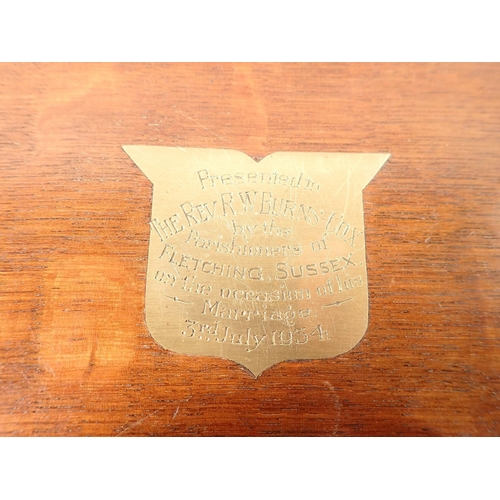 Presented to
THE REV. R. W. BURNS-COX
by the
Parishioners of
FLETCHING, SUSSEX
on the occasion of his
Marriage
3rd July 1934